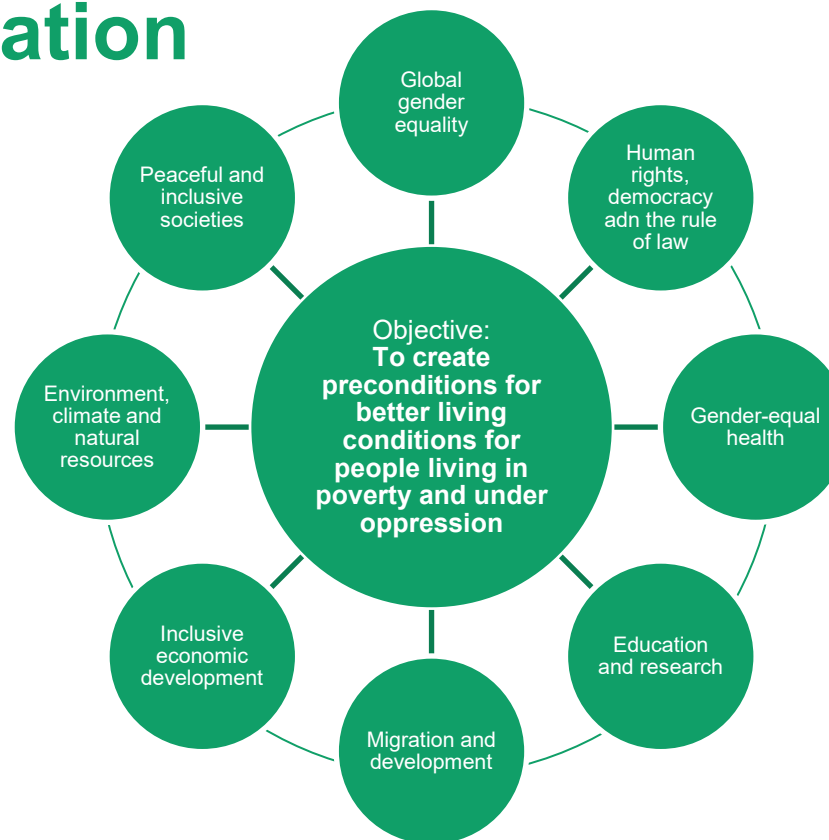 ation
Global
gender
equality
Human
rights,
democracy
adn the rule
of law
Gender-equal
health
Education
and research
Migration and
development
Inclusive
economic
development
Environment,
climate and
natural
resources
Peaceful and
inclusive
societies
Objective:
To create
preconditions for
better living
conditions for
people living in
poverty and under
oppression